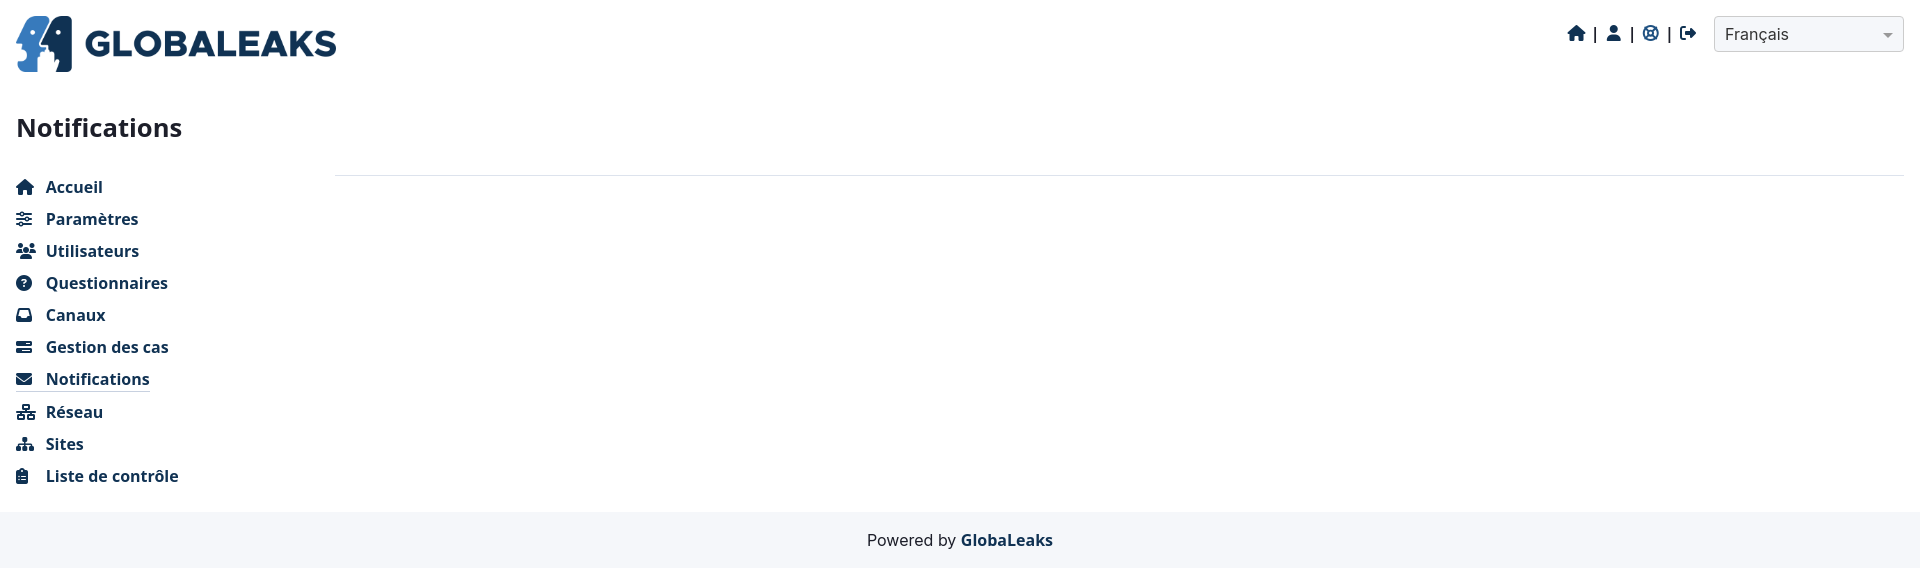 GLOBALEAKS
| | | Français
Notifications
Accueil
Paramètres
Utilisateurs
Questionnaires
Canaux
Gestion des cas
Notifications
Réseau
Sites
Liste de contrôle
Powered by GlobaLeaks